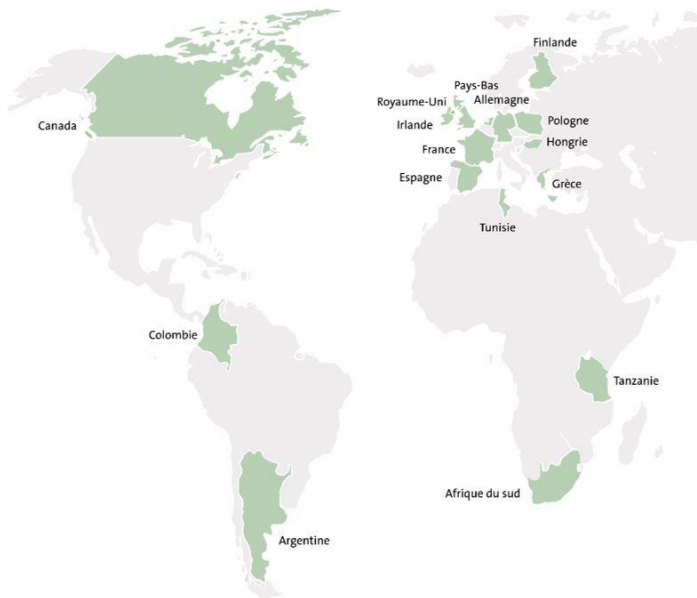 Finlande
Pays-Bas
Royaume-Uni
Allemagne
Canada
Irlande
Pologne
France
Hongrie
Espagne
Grèce
Tunisie
Colombie
Tanzanie
Afrique du sud
Argentine